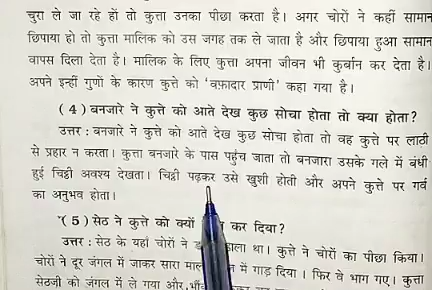 चुरा ले जा रहे हों तो कुत्ता उनका पीछा करता है। अगर चोरों ने कहीं सामान
छिपाया हो तो कुत्ता मालिक को उस जगह तक ले जाता है और छिपाया हुआ सामान
वापस दिला देता है। मालिक के लिए कुत्ता अपना जीवन भी कुर्बान कर देता है।
अपने इन्हीं गुणों के कारण कुत्ते को 'वफ़ादार प्राणी' कहा गया है।
(4) बनजारे ने कुत्ते को आते देख कुछ सोचा होता तो क्या होता?
उत्तर : बनजारे ने कुत्ते को आते देख कुछ सोचा होता तो वह कुत्ते पर लाठी
से प्रहार न करता। कुत्ता बनजारे के पास पहुँच जाता तो बनजारा उसके गले में बंधी
हुई चिट्ठी अवश्य देखता। चिठ्ठी पढ़कर उसे खुशी होती और अपने कुत्ते पर गर्व
का अनुभव होता।
(5) सेठ ने कुत्ते को क्यों कर दिया?
उत्तर : सेठ के यहाँ चोरों ने डाला था। कुत्ते ने चोरों का पीछा किया।
चोरों ने दूर जंगल में जाकर सारा में गाड़ दिया। फिर वे भाग गए। कुत्ता
सेठजी को जंगल में ले गया और